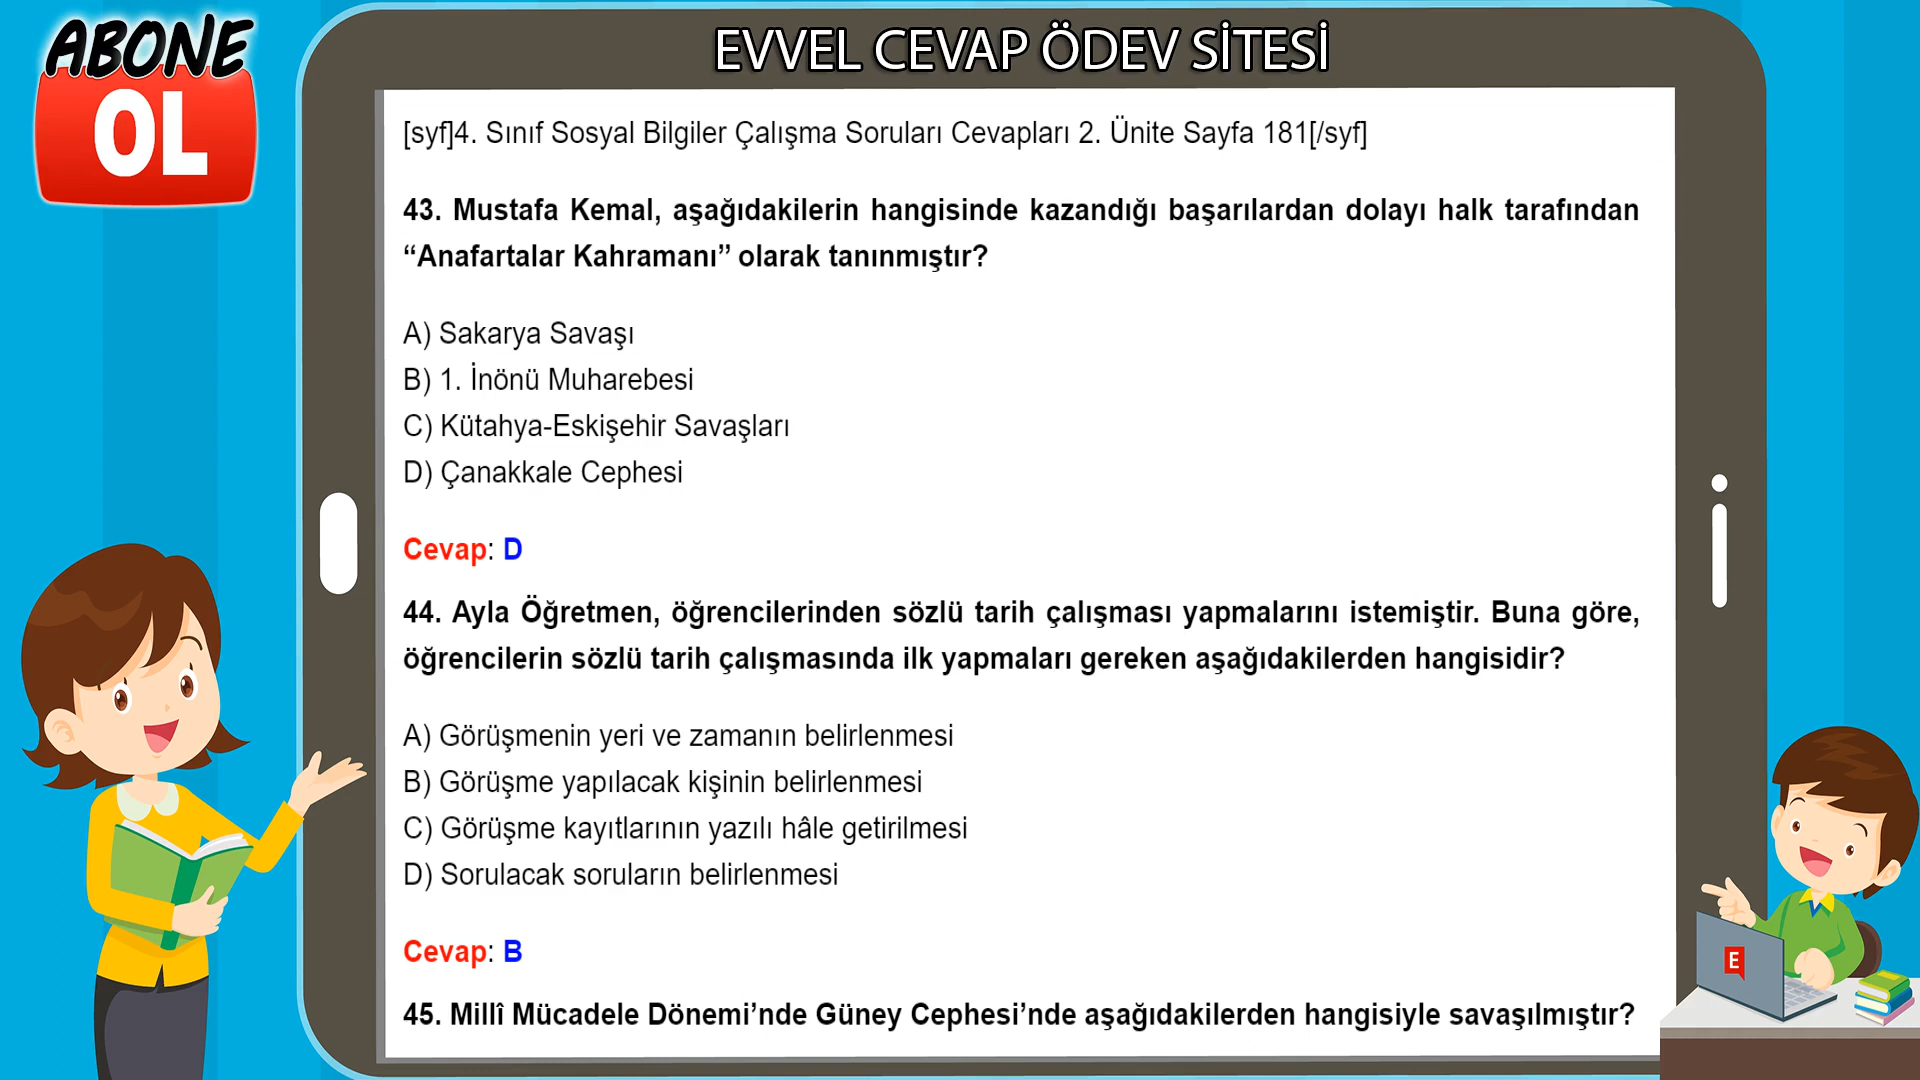 ABONE
OL
EVVEL CEVAP ÖDEV SİTESİ
[syf]4. Sınıf Sosyal Bilgiler Çalışma Soruları Cevapları 2. Ünite Sayfa 181[/syf]
43. Mustafa Kemal, aşağıdakilerin hangisinde kazandığı başarılardan dolayı halk tarafından
“Anafartalar Kahramanı” olarak tanınmıştır?
A) Sakarya Savaşı
B) 1. İnönü Muharebesi
C) Kütahya-Eskişehir Savaşları
D) Çanakkale Cephesi
Cevap: D
44. Ayla Öğretmen, öğrencilerinden sözlü tarih çalışması yapmalarını istemiştir. Buna göre,
öğrencilerin sözlü tarih çalışmasında ilk yapmaları gereken aşağıdakilerden hangisidir?
A) Görüşmenin yeri ve zamanın belirlenmesi
B) Görüşme yapılacak kişinin belirlenmesi
C) Görüşme kayıtlarının yazılı hâle getirilmesi
D) Sorulacak soruların belirlenmesi
Cevap: B
45. Millî Mücadele Dönemi’nde Güney Cephesi’nde aşağıdakilerden hangisiyle savaşılmıştır?
E